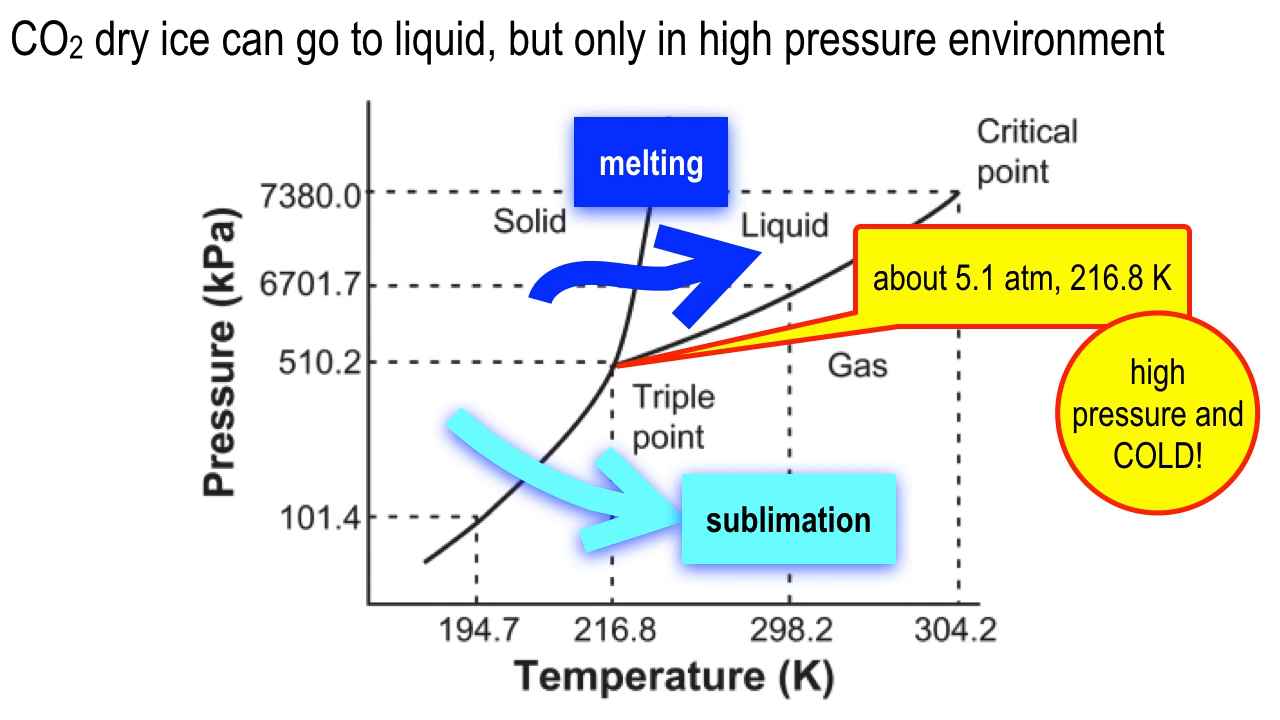 CO₂ dry ice can go to liquid, but only in high pressure environment
melting
Critical
point
7380.0
Solid
Liquid
about 5.1 atm, 216.8 K
6701.7
Pressure (kPa)
510.2
Gas
high
pressure and
COLD!
Triple
point
101.4
sublimation
194.7
216.8
298.2
304.2
Temperature (K)